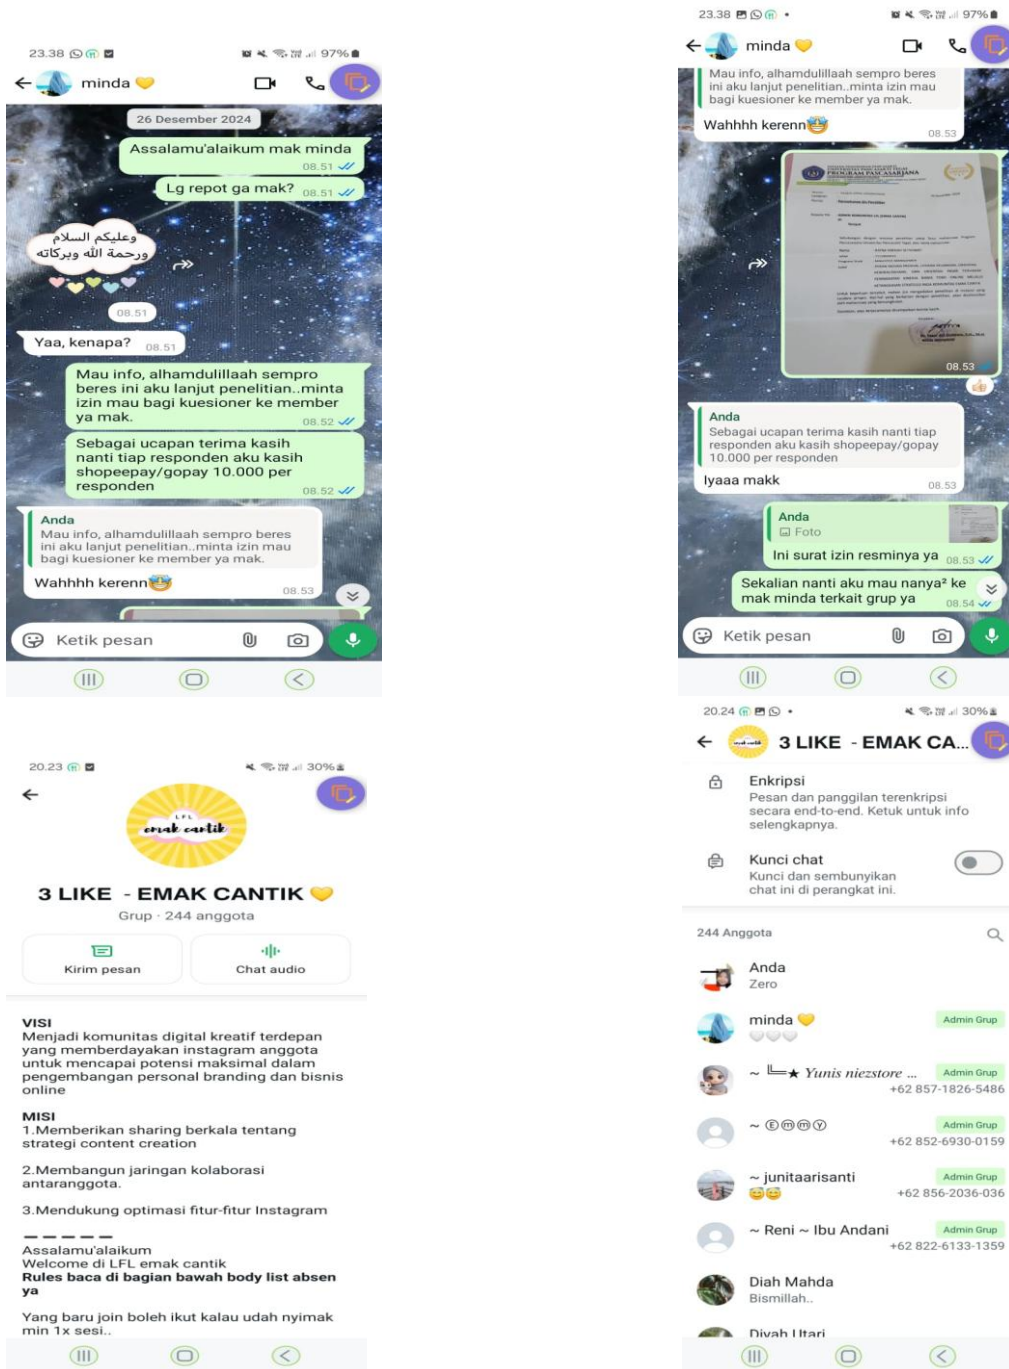 23.38
97%
minda
26 Desember 2024
Assalamu'alaikum mak minda
08.51
Lg repot ga mak?
08.51
وعليكم السلام
ورحمة الله وبركاته
08.51
Yaa, kenapa?
08.51
Mau info, alhamdulillaah sempro
beres ini aku lanjut penelitian..minta
izin mau bagi kuesioner ke member
ya mak.
08.52
Sebagai ucapan terima kasih
nanti tiap responden aku kasih
shopeepay/gopay 10.000 per
responden
08.52
Anda
Mau info, alhamdulillaah sempro beres
ini aku lanjut penelitian..minta izin mau
bagi kuesioner ke member ya mak.
Wahhhh kerenn
08.53
Ketik pesan
23.38
97%
minda
Mau info, alhamdulillaah sempro beres
ini aku lanjut penelitian..minta izin mau
bagi kuesioner ke member ya mak.
Wahhhh kerenn
08.53
PROGRAM PASCASARJANA
08.53
Anda
Sebagai ucapan terima kasih nanti tiap
responden aku kasih shopeepay/gopay
10.000 per responden
Iyaaa makk
08.53
Anda
Foto
Ini surat izin resminya ya
08.53
Sekalian nanti aku mau nanya² ke
mak minda terkait grup ya
08.54
Ketik pesan
20.23
30%
LFL
emak cantik
3 LIKE - EMAK CANTIK
Grup · 244 anggota
Kirim pesan
Chat audio
VISI
Menjadi komunitas digital kreatif terdepan
yang memberdayakan instagram anggota
untuk mencapai potensi maksimal dalam
pengembangan personal branding dan bisnis
online
MISI
1.Memberikan sharing berkala tentang
strategi content creation
2.Membangun jaringan kolaborasi
antaranggota.
3.Mendukung optimasi fitur-fitur Instagram
— — — — —
Assalamu'alaikum
Welcome di LFL emak cantik
Rules baca di bagian bawah body list absen
ya
Yang baru join boleh ikut kalau udah nyimak
min 1x sesi..
20.24
30%
3 LIKE - EMAK CA...
Enkripsi
Pesan dan panggilan terenkripsi
secara end-to-end. Ketuk untuk info
selengkapnya.
Kunci chat
Kunci dan sembunyikan
chat ini di perangkat ini.
244 Anggota
Anda
Zero
minda
Admin Grup
~ ╚═★ Yunis niezstore ...
Admin Grup
+62 857-1826-5486
~ Ⓔⓜⓜⓨ
Admin Grup
+62 852-6930-0159
~ junitaarisanti
Admin Grup
+62 856-2036-036
~ Reni ~ Ibu Andani
Admin Grup
+62 822-6133-1359
Diah Mahda
Bismillah..
Diyah Utari